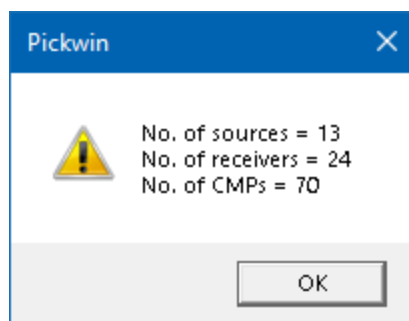 Pickwin
No. of sources = 13
No. of receivers = 24
No. of CMPs = 70
OK